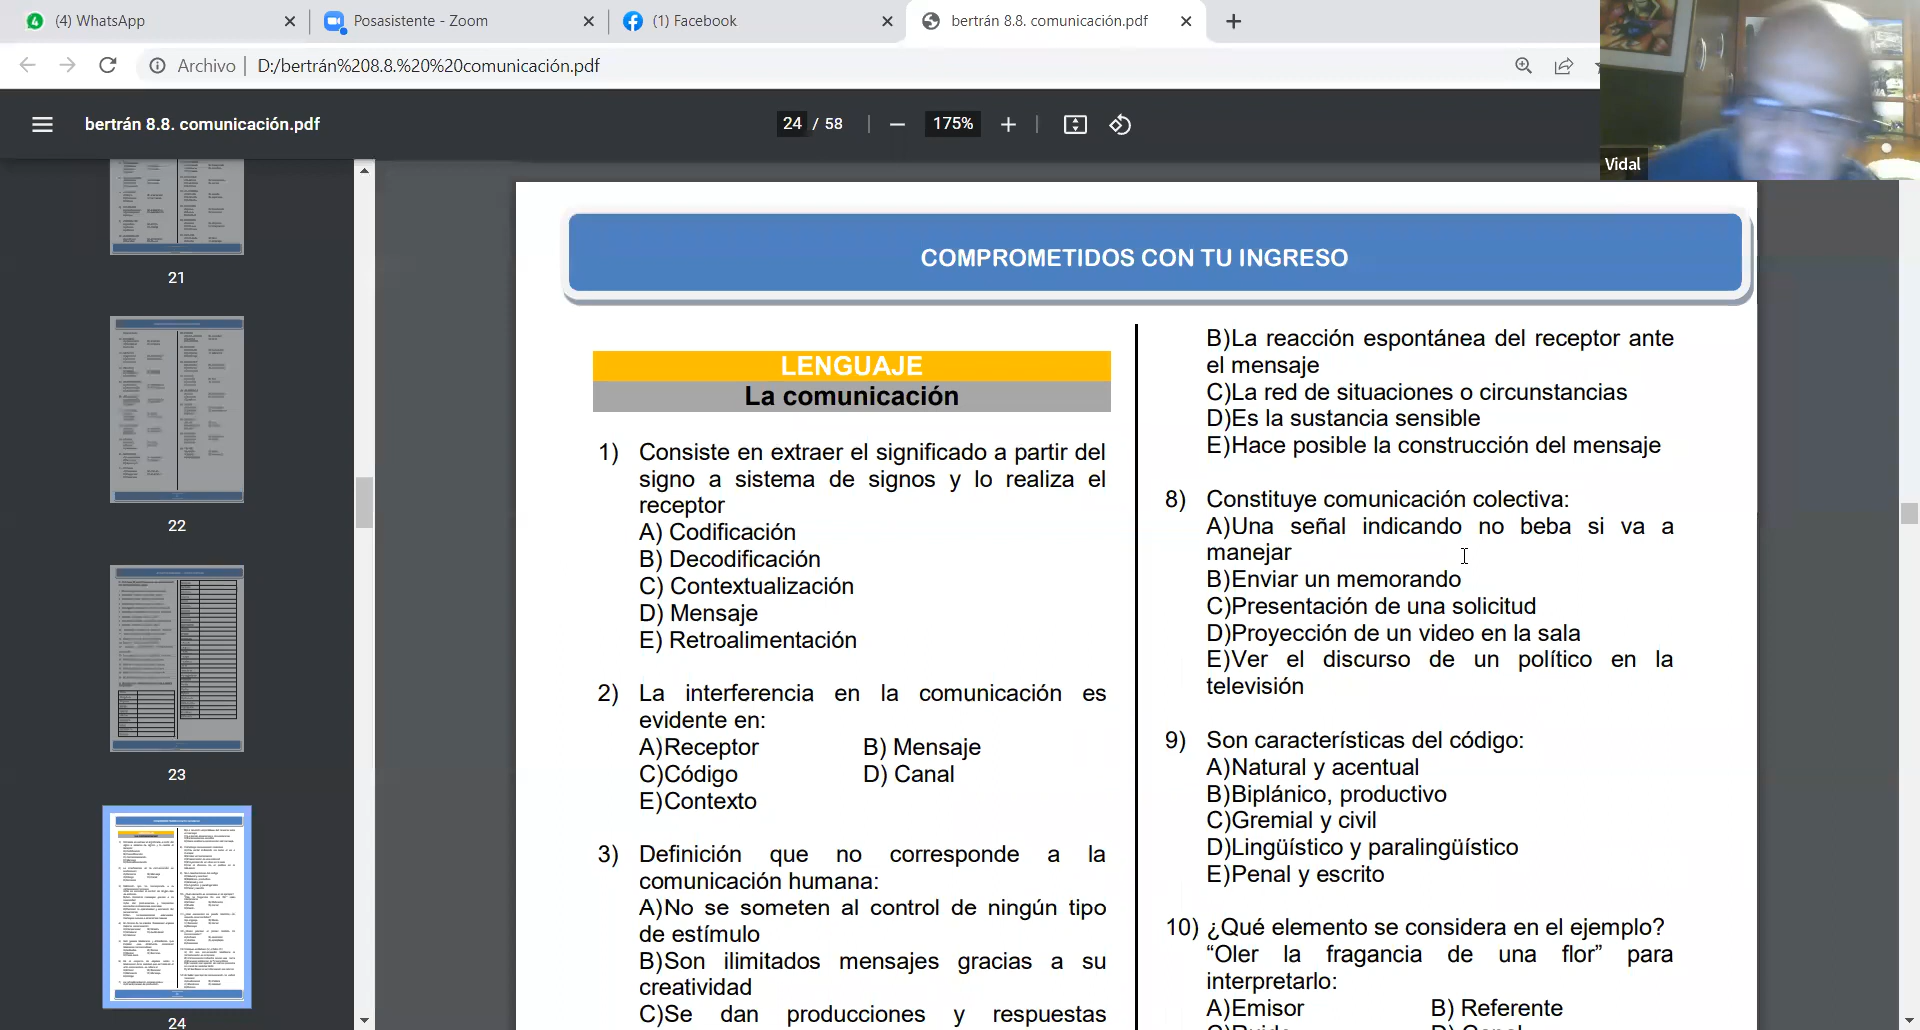 (4) WhatsApp
Posasistente - Zoom
(1) Facebook
bertrán 8.8. comunicación.pdf
Archivo
D:/bertrán%208.8.%20%20comunicación.pdf
bertrán 8.8. comunicación.pdf
24 / 58
175%
Vidal
21
22
23
24
COMPROMETIDOS CON TU INGRESO
LENGUAJE
La comunicación
1) Consiste en extraer el significado a partir del
signo a sistema de signos y lo realiza el
receptor
A) Codificación
B) Decodificación
C) Contextualización
D) Mensaje
E) Retroalimentación
2) La interferencia en la comunicación es
evidente en:
A)Receptor B) Mensaje
C)Código D) Canal
E)Contexto
3) Definición que no corresponde a la
comunicación humana:
A)No se someten al control de ningún tipo
de estímulo
B)Son ilimitados mensajes gracias a su
creatividad
C)Se dan producciones y respuestas
B)La reacción espontánea del receptor ante
el mensaje
C)La red de situaciones o circunstancias
D)Es la sustancia sensible
E)Hace posible la construcción del mensaje
8) Constituye comunicación colectiva:
A)Una señal indicando no beba si va a
manejar
B)Enviar un memorando
C)Presentación de una solicitud
D)Proyección de un video en la sala
E)Ver el discurso de un político en la
televisión
9) Son características del código:
A)Natural y acentual
B)Biplánico, productivo
C)Gremial y civil
D)Lingüístico y paralingüístico
E)Penal y escrito
10) ¿Qué elemento se considera en el ejemplo?
“Oler la fragancia de una flor” para
interpretarlo:
A)Emisor B) Referente